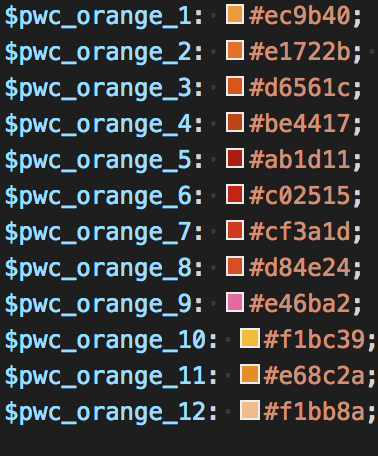 $pwc_orange_1: #ec9b40;
$pwc_orange_2: #e1722b;
$pwc_orange_3: #d6561c;
$pwc_orange_4: #be4417;
$pwc_orange_5: #ab1d11;
$pwc_orange_6: #c02515;
$pwc_orange_7: #cf3a1d;
$pwc_orange_8: #d84e24;
$pwc_orange_9: #e46ba2;
$pwc_orange_10: #f1bc39;
$pwc_orange_11: #e68c2a;
$pwc_orange_12: #f1bb8a;